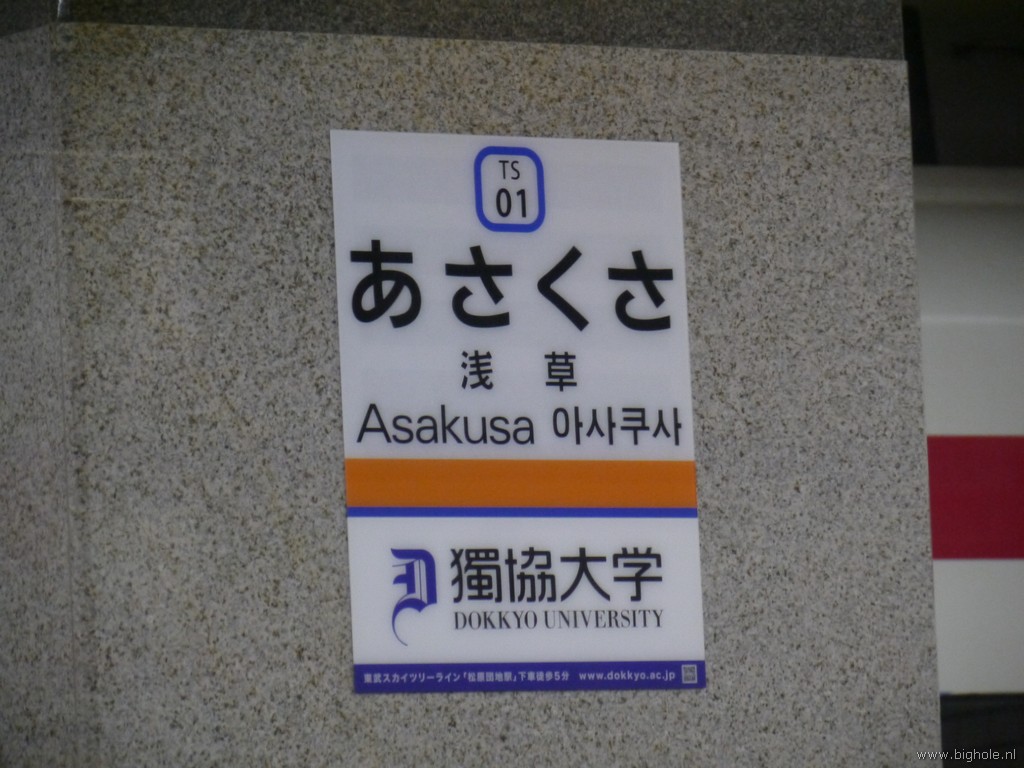 TS
01
あさくさ
浅草
Asakusa 아사쿠사
獨協大学
DOKKYO UNIVERSITY
東武スカイツリーライン「松原団地駅」下車徒歩5分 www.dokkyo.ac.jp
www.bighole.nl